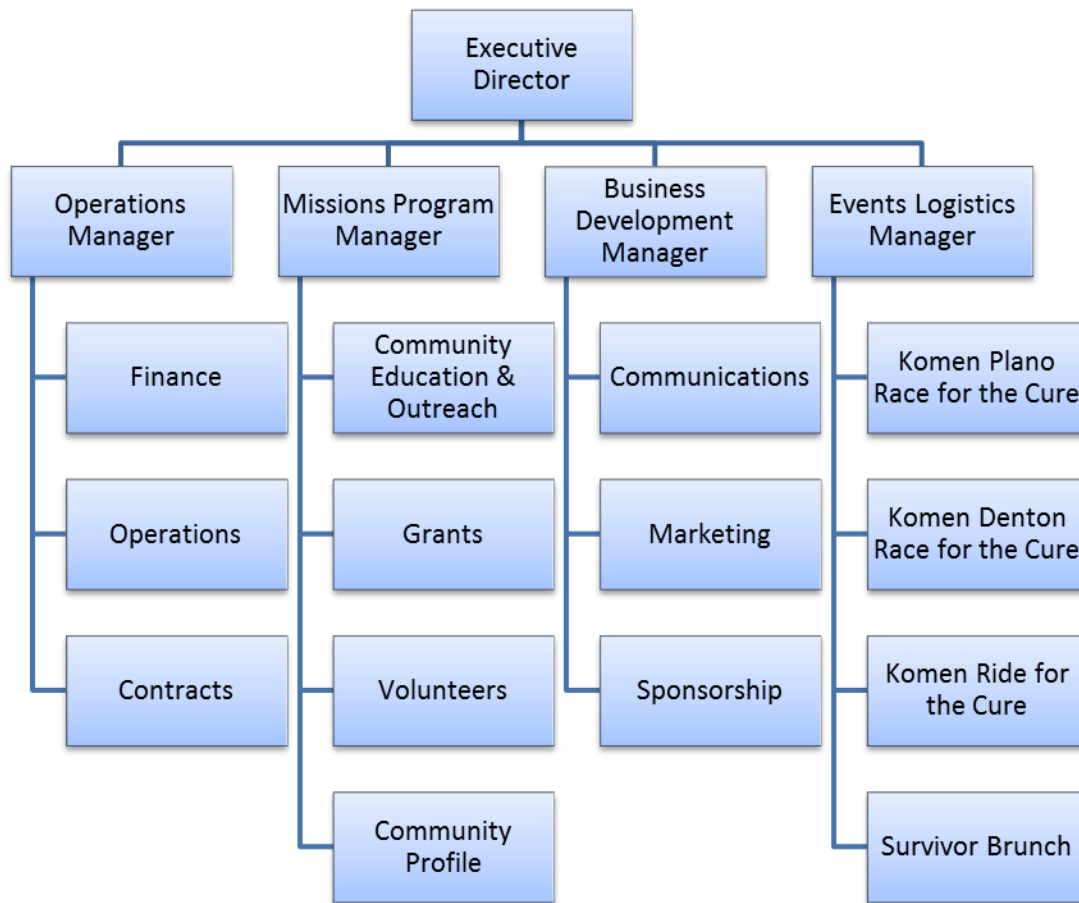 Executive
Director
Operations
Manager
Missions Program
Manager
Business
Development
Manager
Events Logistics
Manager
Finance
Community
Education &
Outreach
Communications
Komen Plano
Race for the Cure
Operations
Grants
Marketing
Komen Denton
Race for the Cure
Contracts
Volunteers
Sponsorship
Komen Ride for
the Cure
Community
Profile
Survivor Brunch